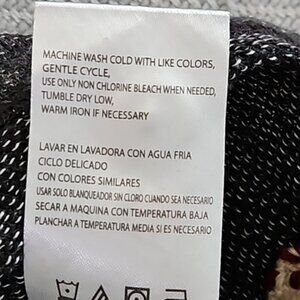 MACHINE WASH COLD WITH LIKE COLORS,
GENTLE CYCLE,
USE ONLY NON CHLORINE BLEACH WHEN NEEDED,
TUMBLE DRY LOW,
WARM IRON IF NECESSARY
LAVAR EN LAVADORA CON AGUA FRIA
CICLO DELICADO
CON COLORES SIMILARES
USAR SOLO BLANQUEADOR SIN CLORO CUANDO SEA NECESARIO
SECAR A MAQUINA CON TEMPERATURA BAJA
PLANCHAR A TEMPERATURA MEDIA SI ES NECESARIO